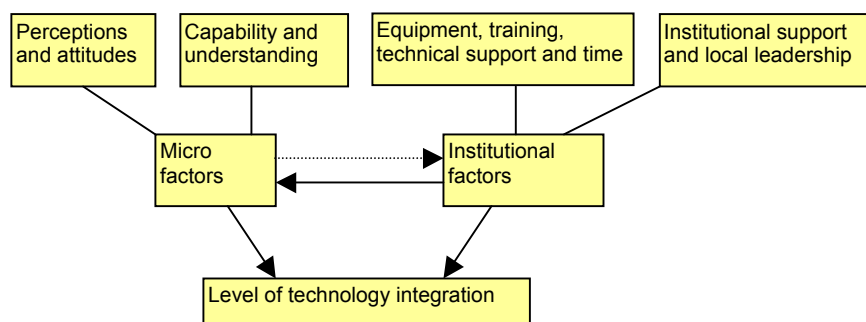 Perceptions
and attitudes
Capability and
understanding
Equipment, training,
technical support and time
Institutional support
and local leadership
Micro
factors
Institutional
factors
Level of technology integration